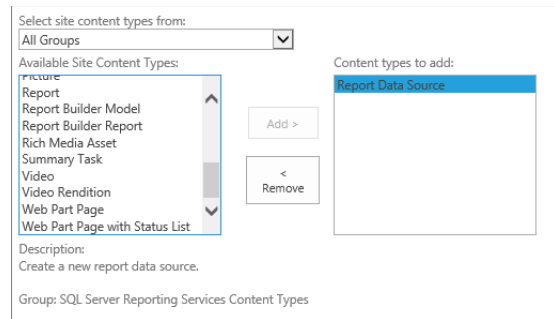 Select site content types from:
All Groups
Available Site Content Types:
Picture
Report
Report Builder Model
Report Builder Report
Rich Media Asset
Summary Task
Video
Video Rendition
Web Part Page
Web Part Page with Status List
Add >
<
Remove
Content types to add:
Report Data Source
Description:
Create a new report data source.
Group: SQL Server Reporting Services Content Types